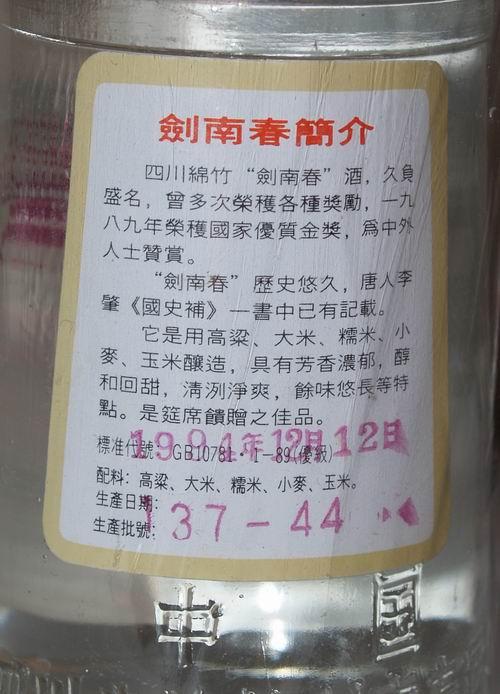 劍南春簡介
四川綿竹“劍南春”酒，久負
盛名，曾多次榮獲各種獎勵，一九
八九年榮獲國家優質金獎，爲中外
人士贊賞。
“劍南春”歷史悠久，唐人李
肇《國史補》一書中已有記載。
它是用高粱、大米、糯米、小
麥、玉米釀造，具有芳香濃郁，醇
和回甜，清洌淨爽，餘味悠長等特
點。是筵席饋贈之佳品。
1994年12月12日
標准代號：GB10781·1—89(優級)
配料：高粱、大米、糯米、小麥、玉米。
生產日期：
生產批號：
137-44
中